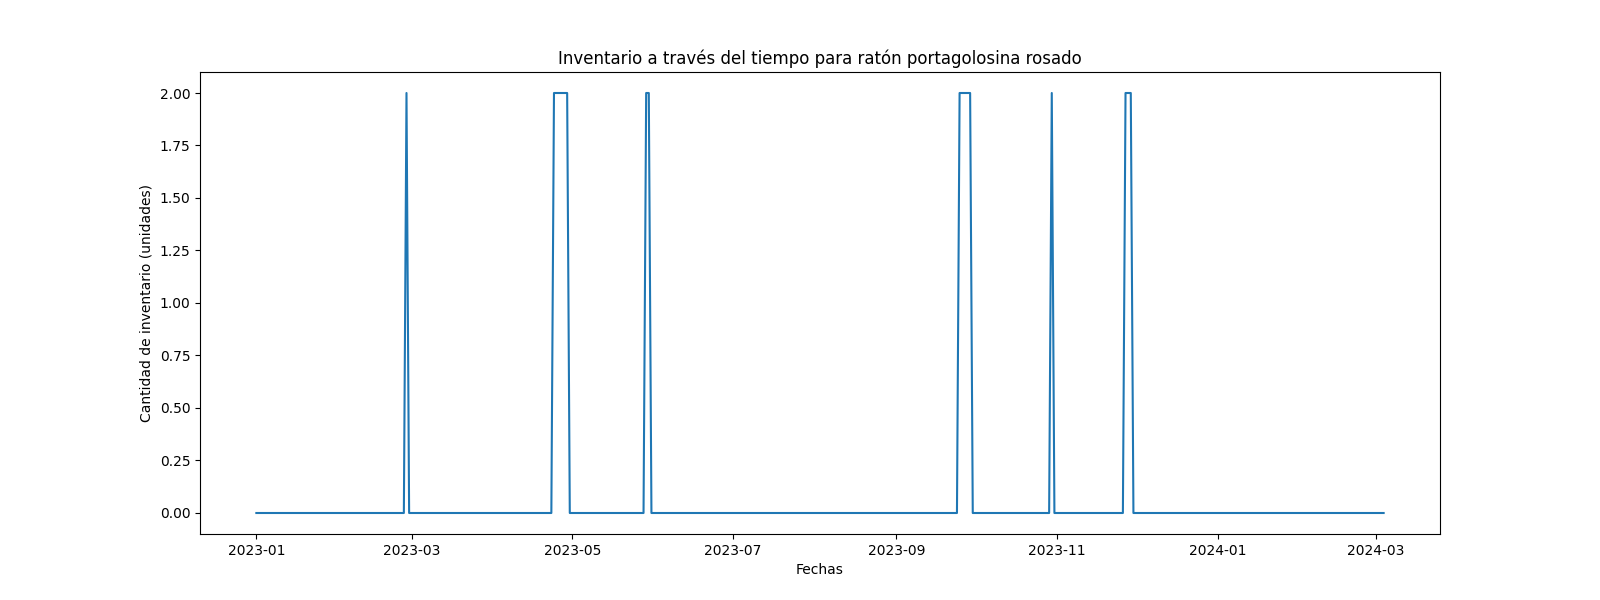 Inventario a través del tiempo para ratón portagolosina rosado
Cantidad de inventario (unidades)
2.00
1.75
1.50
1.25
1.00
0.75
0.50
0.25
0.00
2023-01 2023-03 2023-05 2023-07 2023-09 2023-11 2024-01 2024-03
Fechas